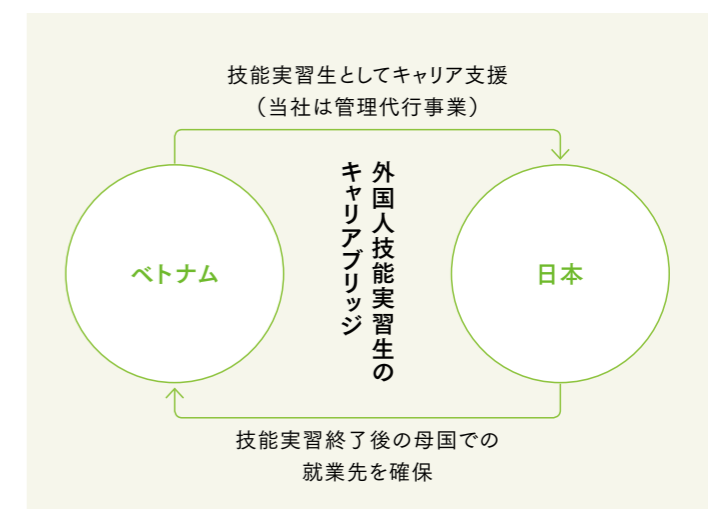 技能実習生としてキャリア支援
（当社は管理代行事業）
外国人技能実習生の
キャリアブリッジ
ベトナム
日本
技能実習終了後の母国での
就業先を確保